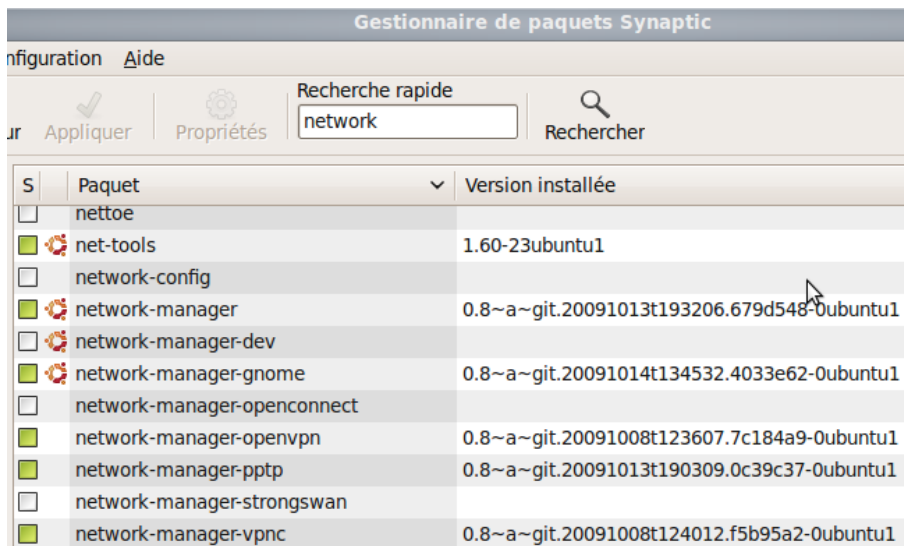 Gestionnaire de paquets Synaptic
nfiguration Aide
Recherche rapide
network
ur Appliquer Propriétés Rechercher
S Paquet Version installée
nettoe
net-tools 1.60-23ubuntu1
network-config
network-manager 0.8~a~git.20091013t193206.679d548-0ubuntu1
network-manager-dev
network-manager-gnome 0.8~a~git.20091014t134532.4033e62-0ubuntu1
network-manager-openconnect
network-manager-openvpn 0.8~a~git.20091008t123607.7c184a9-0ubuntu1
network-manager-pptp 0.8~a~git.20091013t190309.0c39c37-0ubuntu1
network-manager-strongswan
network-manager-vpnc 0.8~a~git.20091008t124012.f5b95a2-0ubuntu1